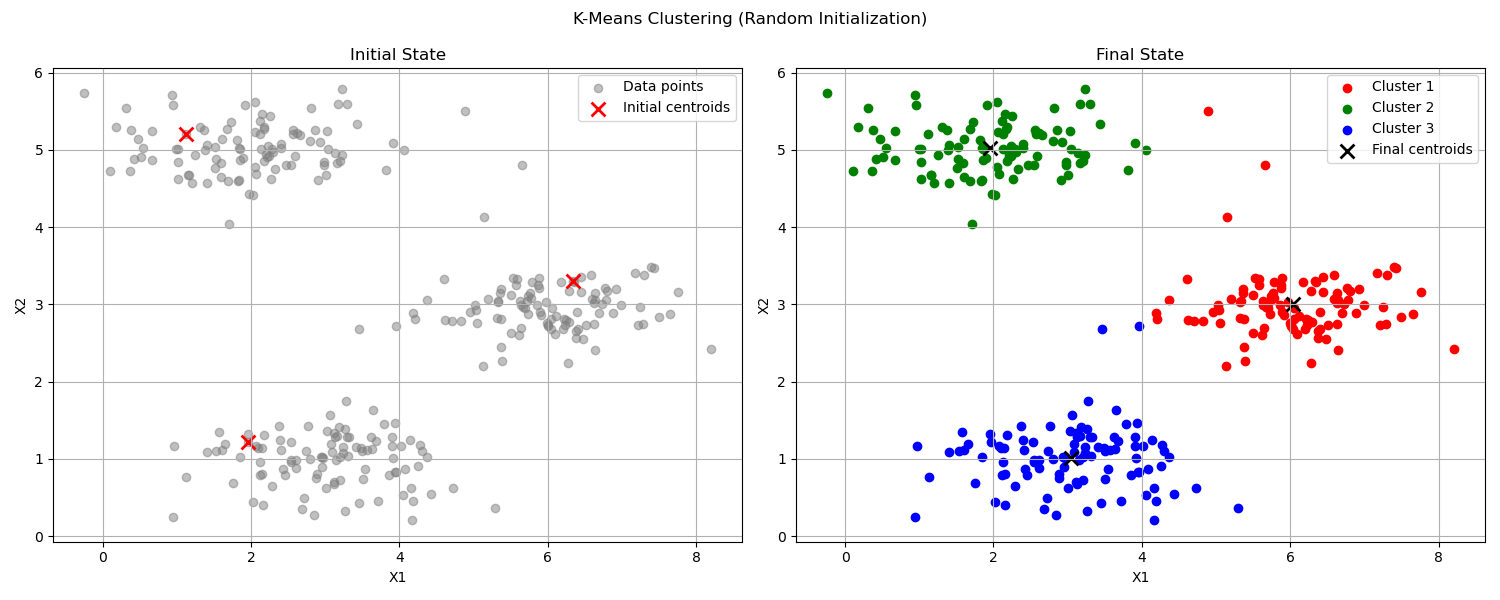 K-Means Clustering (Random Initialization)
Initial State
Data points
Initial centroids
X2
6
5
4
3
2
1
0
0 2 4 6 8
X1
Final State
Cluster 1
Cluster 2
Cluster 3
Final centroids
X2
6
5
4
3
2
1
0
0 2 4 6 8
X1